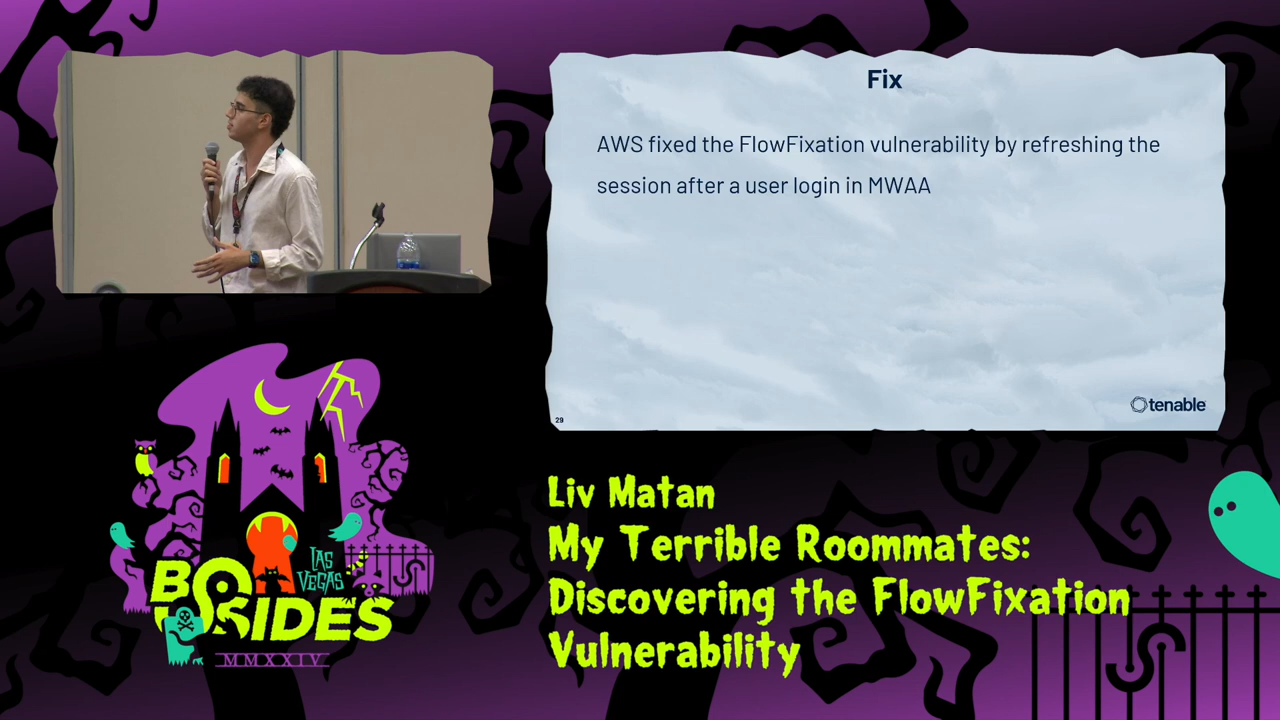 Fix
AWS fixed the FlowFixation vulnerability by refreshing the
session after a user login in MWAA
29
tenable
Liv Matan
My Terrible Roommates:
Discovering the FlowFixation
Vulnerability
LAS
VEGAS
BSIDES
MMXXIV